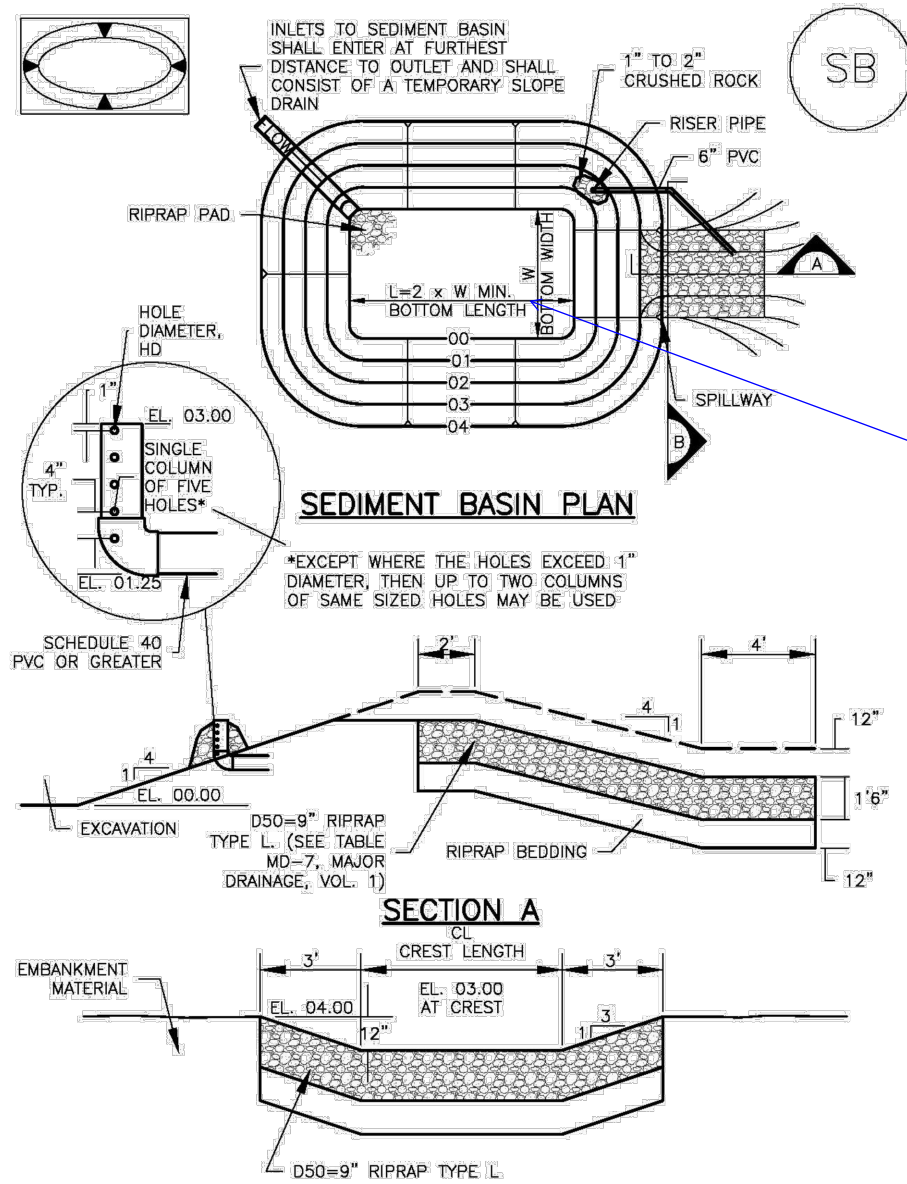 INLETS TO SEDIMENT BASIN
SHALL ENTER AT FURTHEST
DISTANCE TO OUTLET AND SHALL
CONSIST OF A TEMPORARY SLOPE
DRAIN
1" TO 2"
CRUSHED ROCK
SB
RISER PIPE
6" PVC
FLOW
RIPRAP PAD
W
BOTTOM WIDTH
A
L=2 x W MIN.
BOTTOM LENGTH
HOLE
DIAMETER,
HD
00
01
02
03
04
SPILLWAY
B
1"
EL. 03.00
4"
TYP.
SINGLE
COLUMN
OF FIVE
HOLES*
SEDIMENT BASIN PLAN
EL. 01.25
*EXCEPT WHERE THE HOLES EXCEED 1"
DIAMETER, THEN UP TO TWO COLUMNS
OF SAME SIZED HOLES MAY BE USED
SCHEDULE 40
PVC OR GREATER
2'
4'
4
1
12"
4
1
EL. 00.00
1'6"
EXCAVATION
D50=9" RIPRAP
TYPE L. (SEE TABLE
MD-7, MAJOR
DRAINAGE, VOL. 1)
RIPRAP BEDDING
12"
SECTION A
CL
CREST LENGTH
3'
3'
EMBANKMENT
MATERIAL
EL. 04.00
EL. 03.00
AT CREST
12"
3
1
D50=9" RIPRAP TYPE L